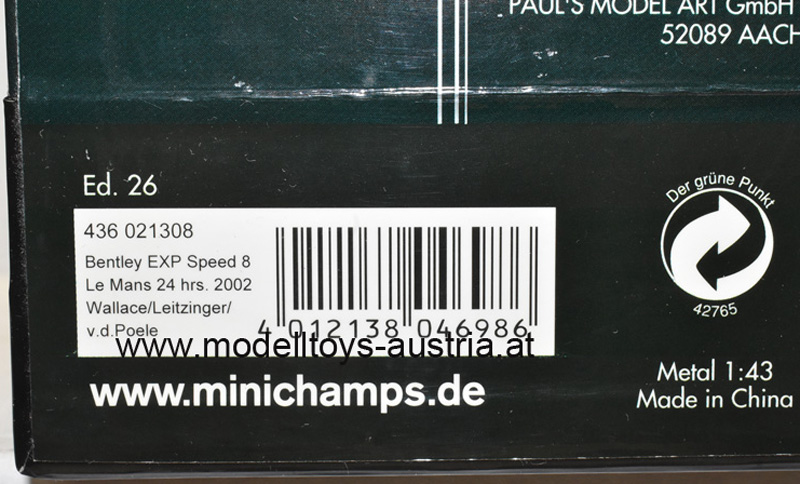 PAUL'S MODEL ART GmbH
52089 AACH
Ed. 26
436 021308
Bentley EXP Speed 8
Le Mans 24 hrs. 2002
Wallace/Leitzinger/
v.d.Poele
4 012138 046986
www.modelltoys-austria.at
www.minichamps.de
Der grüne Punkt
42765
Metal 1:43
Made in China